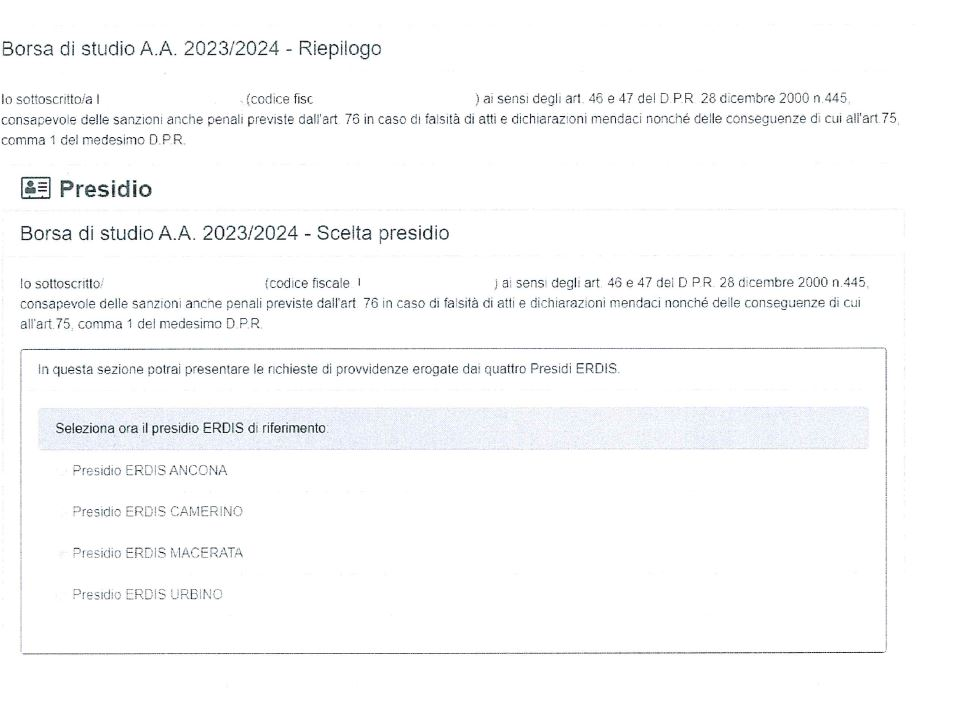 Borsa di studio A.A. 2023/2024 - Riepilogo
Io sottoscritto/a (codice fisc ) ai sensi degli art. 46 e 47 del D.P.R. 28 dicembre 2000 n.445,
consapevole delle sanzioni anche penali previste dall'art. 76 in caso di falsità di atti e dichiarazioni mendaci nonché delle conseguenze di cui all'art.75,
comma 1 del medesimo D.P.R.
Presidio
Borsa di studio A.A. 2023/2024 - Scelta presidio
Io sottoscritto/ (codice fiscale ) ai sensi degli art. 46 e 47 del D.P.R. 28 dicembre 2000 n.445,
consapevole delle sanzioni anche penali previste dall'art. 76 in caso di falsità di atti e dichiarazioni mendaci nonché delle conseguenze di cui
all'art.75, comma 1 del medesimo D.P.R.
In questa sezione potrai presentare le richieste di provvidenze erogate dai quattro Presidi ERDIS.
Seleziona ora il presidio ERDIS di riferimento:
Presidio ERDIS ANCONA
Presidio ERDIS CAMERINO
Presidio ERDIS MACERATA
Presidio ERDIS URBINO